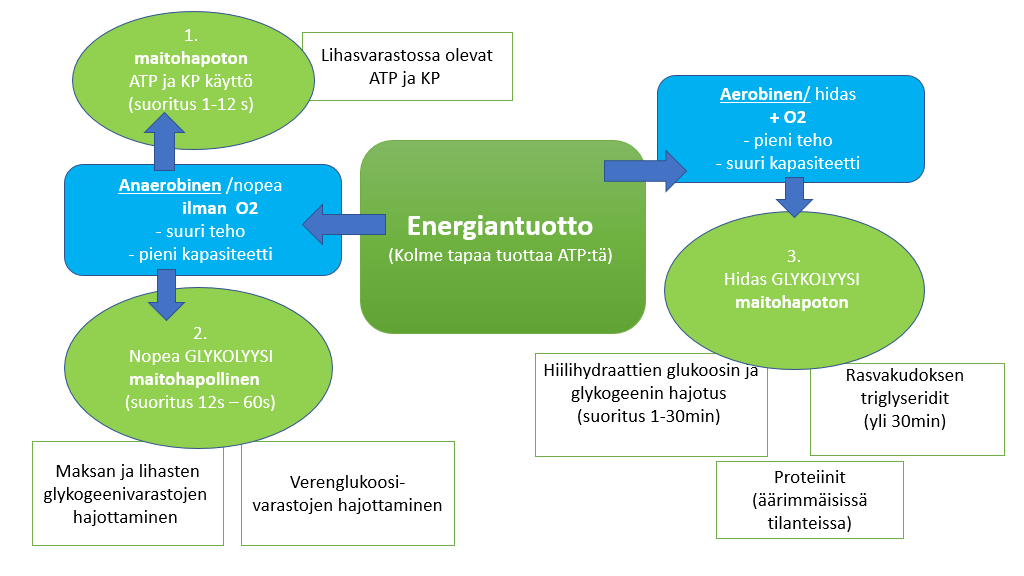 1.
maitohapoton
ATP ja KP käyttö
(suoritus 1-12 s)
Lihasvarastossa olevat
ATP ja KP
Anaerobinen /nopea
ilman O2
- suuri teho
- pieni kapasiteetti
2.
Nopea GLYKOLYYSI
maitohapollinen
(suoritus 12s – 60s)
Maksan ja lihasten
glykogeenivarastojen
hajottaminen
Verenglukoosi-
varastojen hajottaminen
Energiantuotto
(Kolme tapaa tuottaa ATP:tä)
Aerobinen/ hidas
+ O2
- pieni teho
- suuri kapasiteetti
3.
Hidas GLYKOLYYSI
maitohapoton
Hiilihydraattien glukoosin ja
glykogeenin hajotus
(suoritus 1-30min)
Rasvakudoksen
triglyseridit
(yli 30min)
Proteiinit
(äärimmäisissä
tilanteissa)